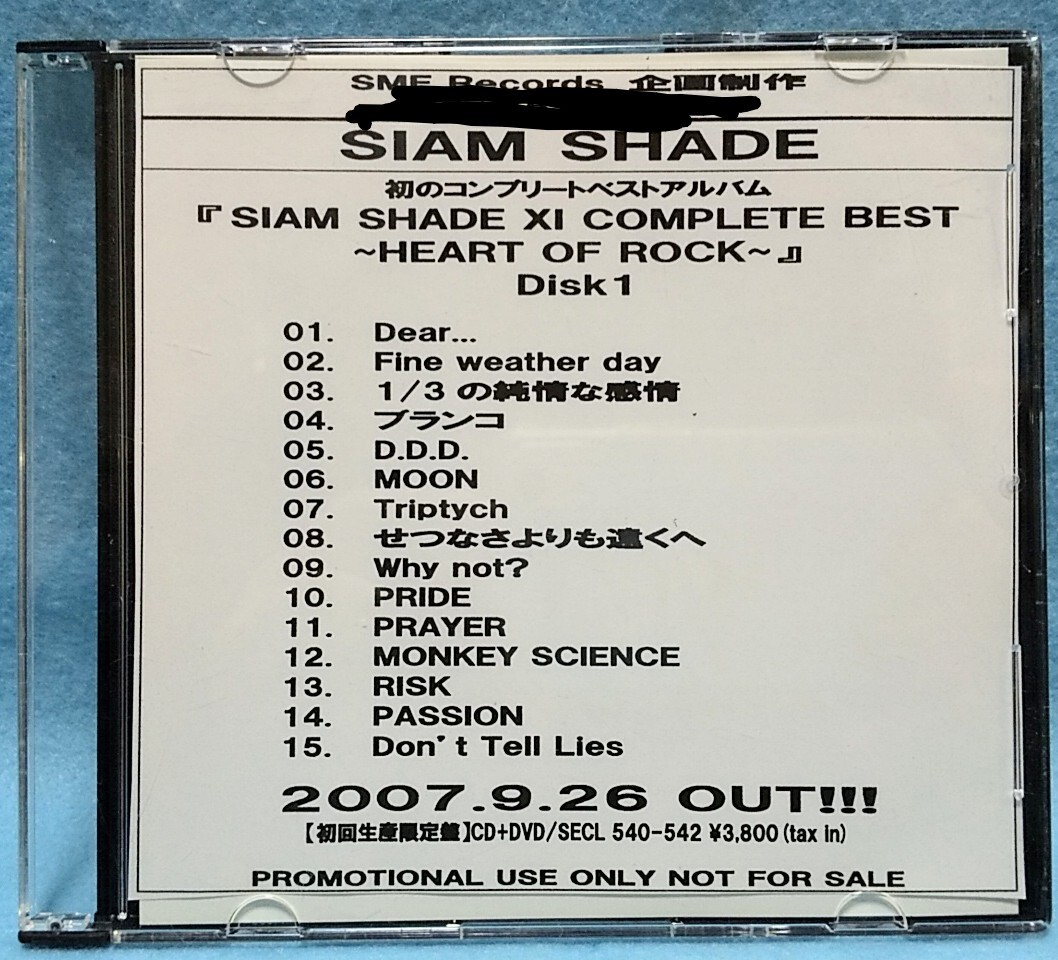 SME Records 企画制作
SIAM SHADE
初のコンプリートベストアルバム
『SIAM SHADE XI COMPLETE BEST
~HEART OF ROCK~』
Disk1
01. Dear...
02. Fine weather day
03. 1/3 の純情な感情
04. ブランコ
05. D.D.D.
06. MOON
07. Triptych
08. せつなさよりも遠くへ
09. Why not?
10. PRIDE
11. PRAYER
12. MONKEY SCIENCE
13. RISK
14. PASSION
15. Don't Tell Lies
2007.9.26 OUT!!!
【初回生産限定盤】CD+DVD/SECL 540-542 ¥3,800(tax in)
PROMOTIONAL USE ONLY NOT FOR SALE